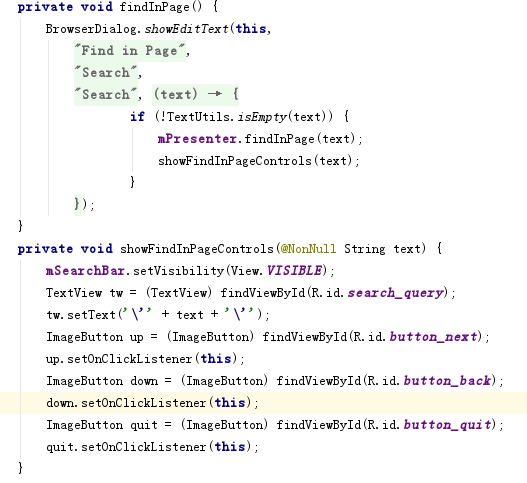 private void findInPage() {
BrowserDialog.showEditText(this,
"Find in Page",
"Search",
"Search", (text) → {
if (!TextUtils.isEmpty(text)) {
mPresenter.findInPage(text);
showFindInPageControls(text);
}
});
}
private void showFindInPageControls(@NonNull String text) {
mSearchBar.setVisibility(View.VISIBLE);
TextView tw = (TextView) findViewById(R.id.search_query);
tw.setText('\'' + text + '\'');
ImageButton up = (ImageButton) findViewById(R.id.button_next);
up.setOnClickListener(this);
ImageButton down = (ImageButton) findViewById(R.id.button_back);
down.setOnClickListener(this);
ImageButton quit = (ImageButton) findViewById(R.id.button_quit);
quit.setOnClickListener(this);
}